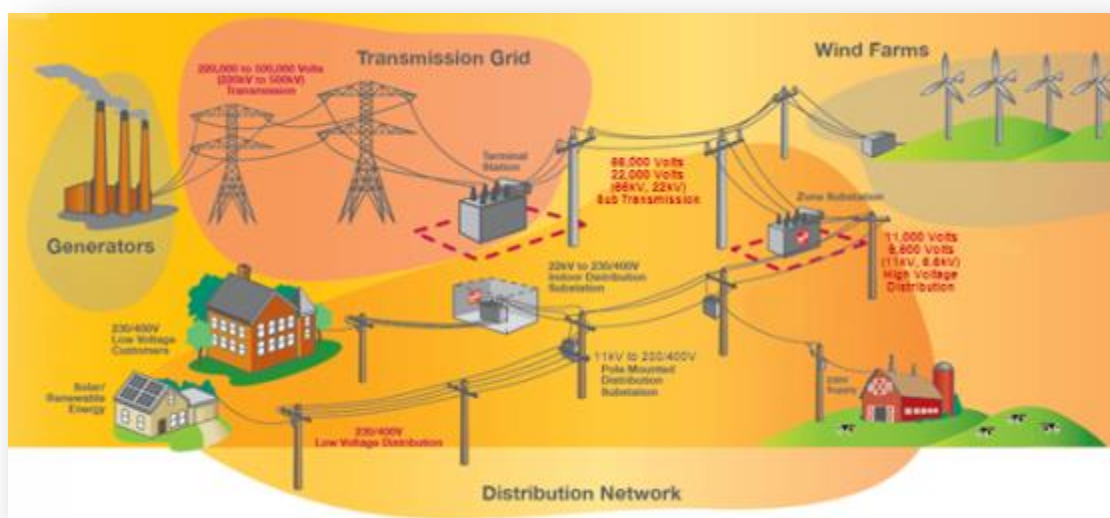 Transmission Grid
Wind Farms
220,000 to 500,000 Volts
(220kV to 500kV)
Transmission
Terminal
Station
66,000 Volts
22,000 Volts
(66kV, 22kV)
Sub Transmission
Zone Substation
Generators
11,000 Volts
6,600 Volts
(11kV, 6.6kV)
High Voltage
Distribution
22kV to 230/400V
Indoor Distribution
Substation
230/400V
Low Voltage
Customers
11kV to 200/400V
Pole Mounted
Distribution
Substation
Solar/
Renewable
Energy
Supply
230/400V
Low Voltage Distribution
Distribution Network